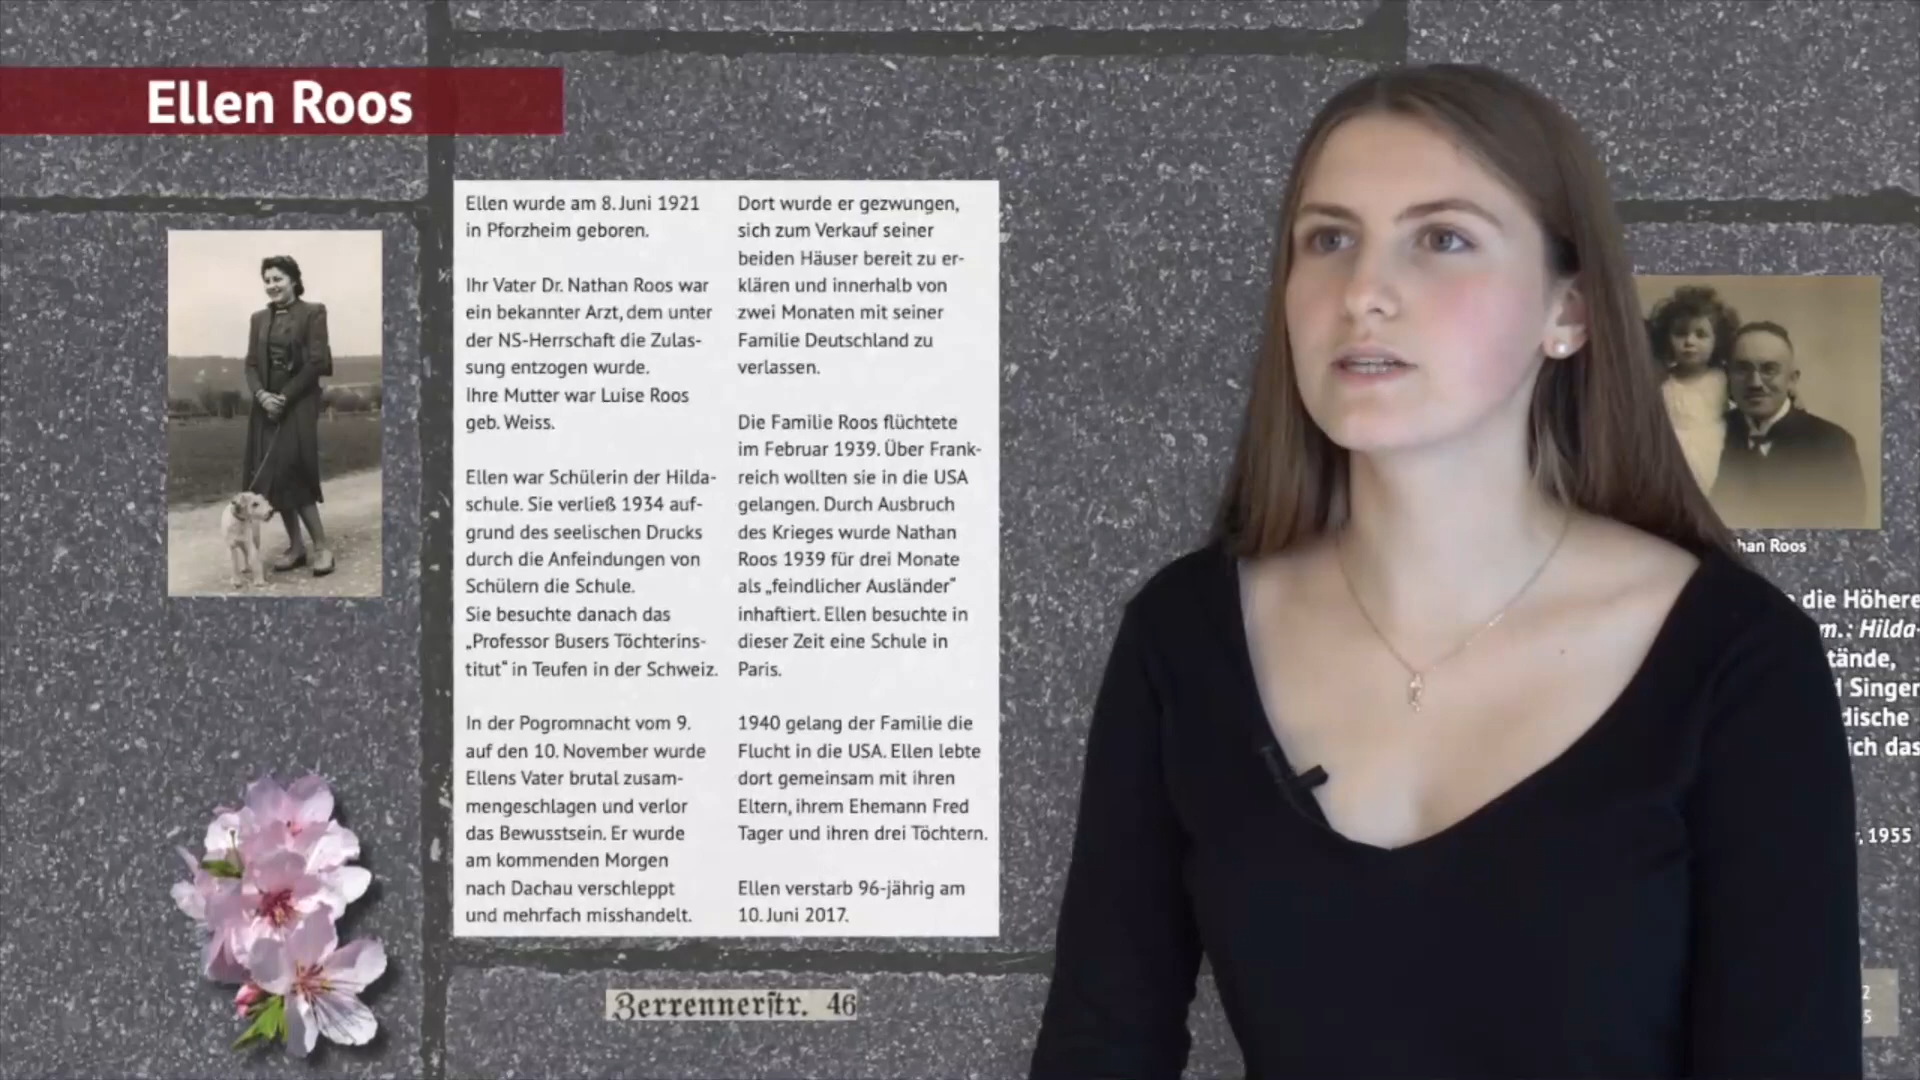 Ellen Roos
Ellen wurde am 8. Juni 1921
in Pforzheim geboren.
Ihr Vater Dr. Nathan Roos war
ein bekannter Arzt, dem unter
der NS-Herrschaft die Zulas-
sung entzogen wurde.
Ihre Mutter war Luise Roos
geb. Weiss.
Ellen war Schülerin der Hilda-
schule. Sie verließ 1934 auf-
grund des seelischen Drucks
durch die Anfeindungen von
Schülern die Schule.
Sie besuchte danach das
„Professor Busers Töchterins-
titut“ in Teufen in der Schweiz.
In der Pogromnacht vom 9.
auf den 10. November wurde
Ellens Vater brutal zusam-
mengeschlagen und verlor
das Bewusstsein. Er wurde
am kommenden Morgen
nach Dachau verschleppt
und mehrfach misshandelt.
Dort wurde er gezwungen,
sich zum Verkauf seiner
beiden Häuser bereit zu er-
klären und innerhalb von
zwei Monaten mit seiner
Familie Deutschland zu
verlassen.
Die Familie Roos flüchtete
im Februar 1939. Über Frank-
reich wollten sie in die USA
gelangen. Durch Ausbruch
des Krieges wurde Nathan
Roos 1939 für drei Monate
als „feindlicher Ausländer“
inhaftiert. Ellen besuchte in
dieser Zeit eine Schule in
Paris.
1940 gelang der Familie die
Flucht in die USA. Ellen lebte
dort gemeinsam mit ihren
Eltern, ihrem Ehemann Fred
Tager und ihren drei Töchtern.
Ellen verstarb 96-jährig am
10. Juni 2017.
Zerrennerstr. 46
han Roos
die Höhere
m.: Hilda-
tände,
Singer
dische
ich das
, 1955
2
5